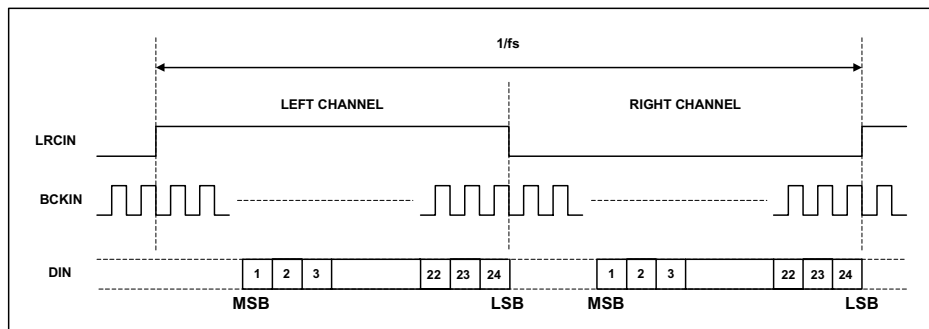 1/fs
LEFT CHANNEL RIGHT CHANNEL
LRCIN
BCKIN
DIN 1 2 3 22 23 24 1 2 3 22 23 24
MSB LSB MSB LSB